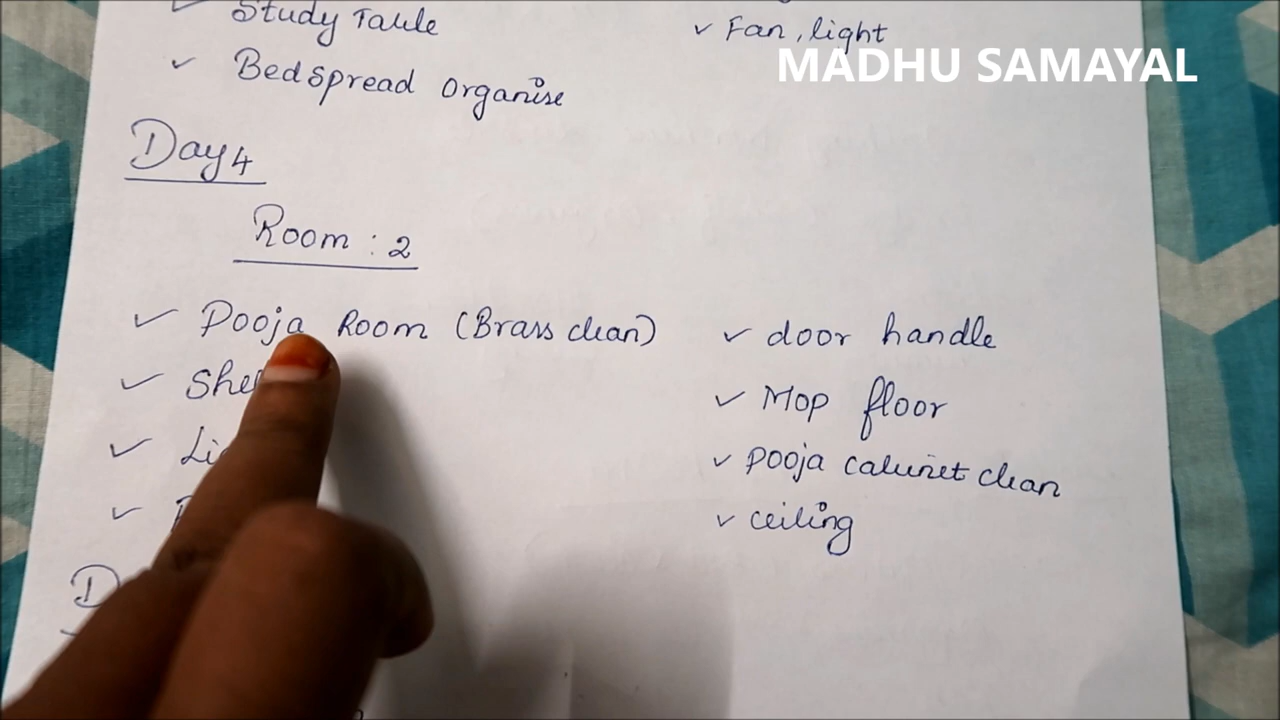 Study Table
✓ Fan, light
MADHU SAMAYAL
✓ Bedspread organise
Day 4
Room : 2
✓ Pooja Room (Brass clean)
✓ door handle
✓ Mop floor
✓ Pooja cabinet clean
✓ ceiling